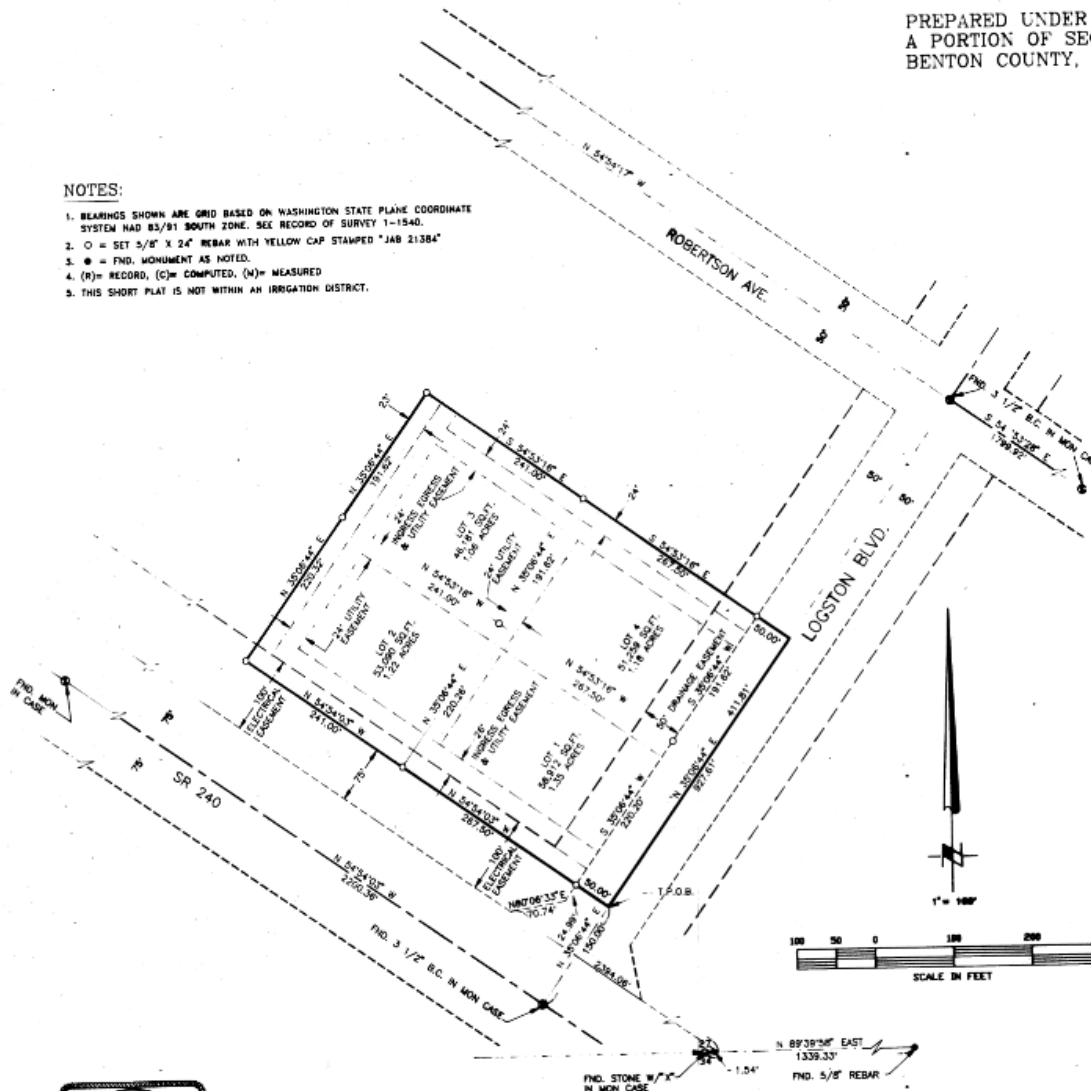 PREPARED UNDER
A PORTION OF SEC
BENTON COUNTY,
NOTES:
1. BEARINGS SHOWN ARE GRID BASED ON WASHINGTON STATE PLANE COORDINATE
SYSTEM NAD 83/91 SOUTH ZONE. SEE RECORD OF SURVEY 1-1540.
2. O = SET 5/8" X 24" REBAR WITH YELLOW CAP STAMPED "JAB 21384"
3. ● = FND. MONUMENT AS NOTED.
4. (R)= RECORD, (C)= COMPUTED, (M)= MEASURED
5. THIS SHORT PLAT IS NOT WITHIN AN IRRIGATION DISTRICT.
N 54°54'17" W
ROBERTSON AVE.
50'
50'
FND. 3 1/2" B.C. IN MON CA
S 54°53'28" E
1799.92'
50'
50'
LOGSTON BLVD.
23'
N 35°06'44" E
191.62'
24'
S 54°53'16" E
241.00'
24'
S 54°53'16" E
267.50'
24'
INGRESS EGRESS
& UTILITY EASEMENT
LOT 3
46,181 SQ.FT.
1.06 ACRES
24' UTILITY
EASEMENT
N 35°06'44" E
191.62'
N 35°06'44" E
220.32'
N 54°53'16" W
241.00'
24' UTILITY
EASEMENT
LOT 2
53,090 SQ.FT.
1.22 ACRES
LOT 4
51,259 SQ.FT.
1.18 ACRES
50.00'
50' DRAINAGE EASEMENT
S 35°06'44" W
191.62'
N 54°53'16" W
267.50'
411.81'
N 35°06'44" E
927.61'
N 35°06'44" E
220.26'
26'
INGRESS EGRESS
& UTILITY EASEMENT
LOT 1
58,912 SQ.FT.
1.35 ACRES
S 35°06'44" W
220.20'
FND. MON
IN CASE
100'
ELECTRICAL
EASEMENT
N 54°54'03" W
241.00'
75'
75'
75'
SR 240
N 54°54'03" W
267.50'
100'
ELECTRICAL
EASEMENT
N 54°54'03" W
2200.36'
N80°06'33"E
70.74'
50.00'
T.P.O.B.
24.99'
N 35°06'44" E
150.00'
2394.06'
FND. 3 1/2" B.C. IN MON CASE
1"= 100'
100 50 0 100 200
SCALE IN FEET
27
34
FND. STONE W/"X"
IN MON CASE
1.54'
N 89°39'58" EAST
1339.33'
FND. 5/8" REBAR